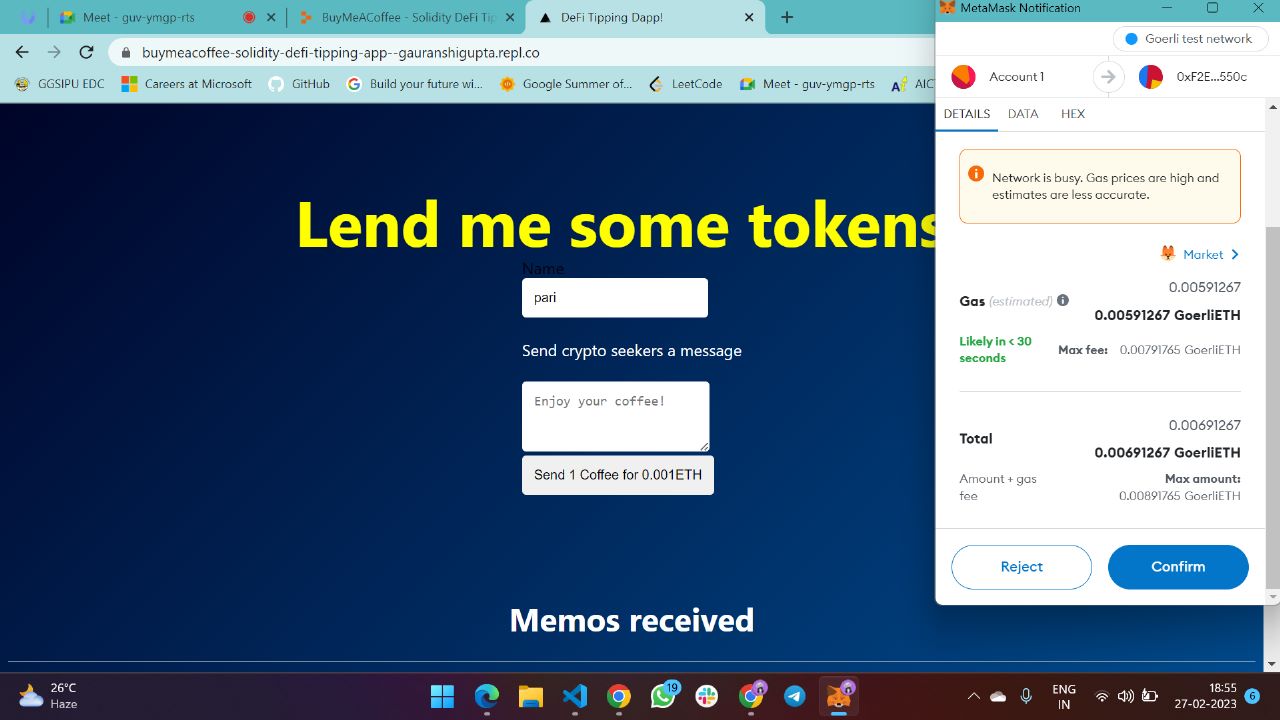 Meet - guv-ymgp-rts
BuyMeACoffee - Solidity DeFi Tip
DeFi Tipping Dapp!
buymeacoffee-solidity-defi-tipping-app--gauranshigupta.repl.co
GGSIPU EDC
Careers at Microsoft
GitHub
Build for your future wi...
Google Summer of...
LeetCode
Meet - guv-ymgp-rts
AICT
Lend me some tokens
Name
pari
Send crypto seekers a message
Enjoy your coffee!
Send 1 Coffee for 0.001ETH
Memos received
MetaMask Notification
Goerli test network
Account 1
0xF2E...550c
DETAILS
DATA
HEX
Network is busy. Gas prices are high and
estimates are less accurate.
Market
0.00591267
Gas (estimated)
0.00591267 GoerliETH
Likely in < 30
seconds
Max fee: 0.00791765 GoerliETH
0.00691267
Total
0.00691267 GoerliETH
Amount + gas
fee
Max amount:
0.00891765 GoerliETH
Reject
Confirm
26°C
Haze
19
ENG
IN
18:55
27-02-2023
6